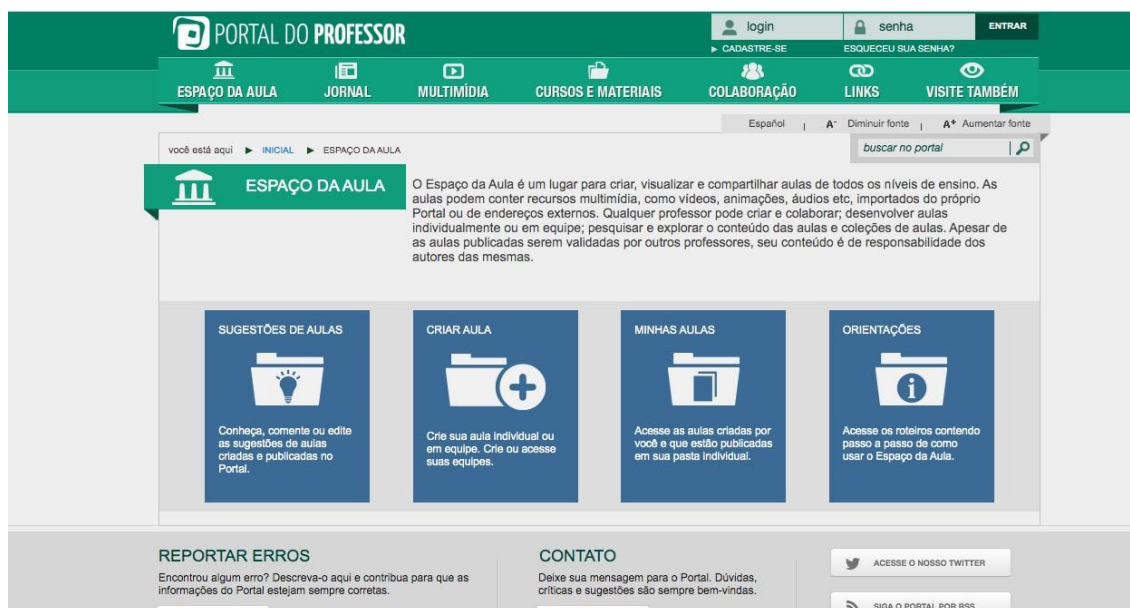 PORTAL DO PROFESSOR
login
senha
ENTRAR
CADASTRE-SE
ESQUECEU SUA SENHA?
ESPAÇO DA AULA
JORNAL
MULTIMÍDIA
CURSOS E MATERIAIS
COLABORAÇÃO
LINKS
VISITE TAMBÉM
Español
A- Diminuir fonte
A+ Aumentar fonte
você está aqui ▶ INICIAL ▶ ESPAÇO DA AULA
buscar no portal
ESPAÇO DA AULA
O Espaço da Aula é um lugar para criar, visualizar e compartilhar aulas de todos os níveis de ensino. As
aulas podem conter recursos multimídia, como vídeos, animações, áudios etc, importados do próprio
Portal ou de endereços externos. Qualquer professor pode criar e colaborar; desenvolver aulas
individualmente ou em equipe; pesquisar e explorar o conteúdo das aulas e coleções de aulas. Apesar de
as aulas publicadas serem validadas por outros professores, seu conteúdo é de responsabilidade dos
autores das mesmas.
SUGESTÕES DE AULAS
Conheça, comente ou edite
as sugestões de aulas
criadas e publicadas no
Portal.
CRIAR AULA
Crie sua aula individual ou
em equipe. Crie ou acesse
suas equipes.
MINHAS AULAS
Acesse as aulas criadas por
você e que estão publicadas
em sua pasta individual.
ORIENTAÇÕES
Acesse os roteiros contendo
passo a passo de como
usar o Espaço da Aula.
REPORTAR ERROS
Encontrou algum erro? Descreva-o aqui e contribua para que as
informações do Portal estejam sempre corretas.
CONTATO
Deixe sua mensagem para o Portal. Dúvidas,
críticas e sugestões são sempre bem-vindas.
ACESSE O NOSSO TWITTER
SIGA O PORTAL POR RSS